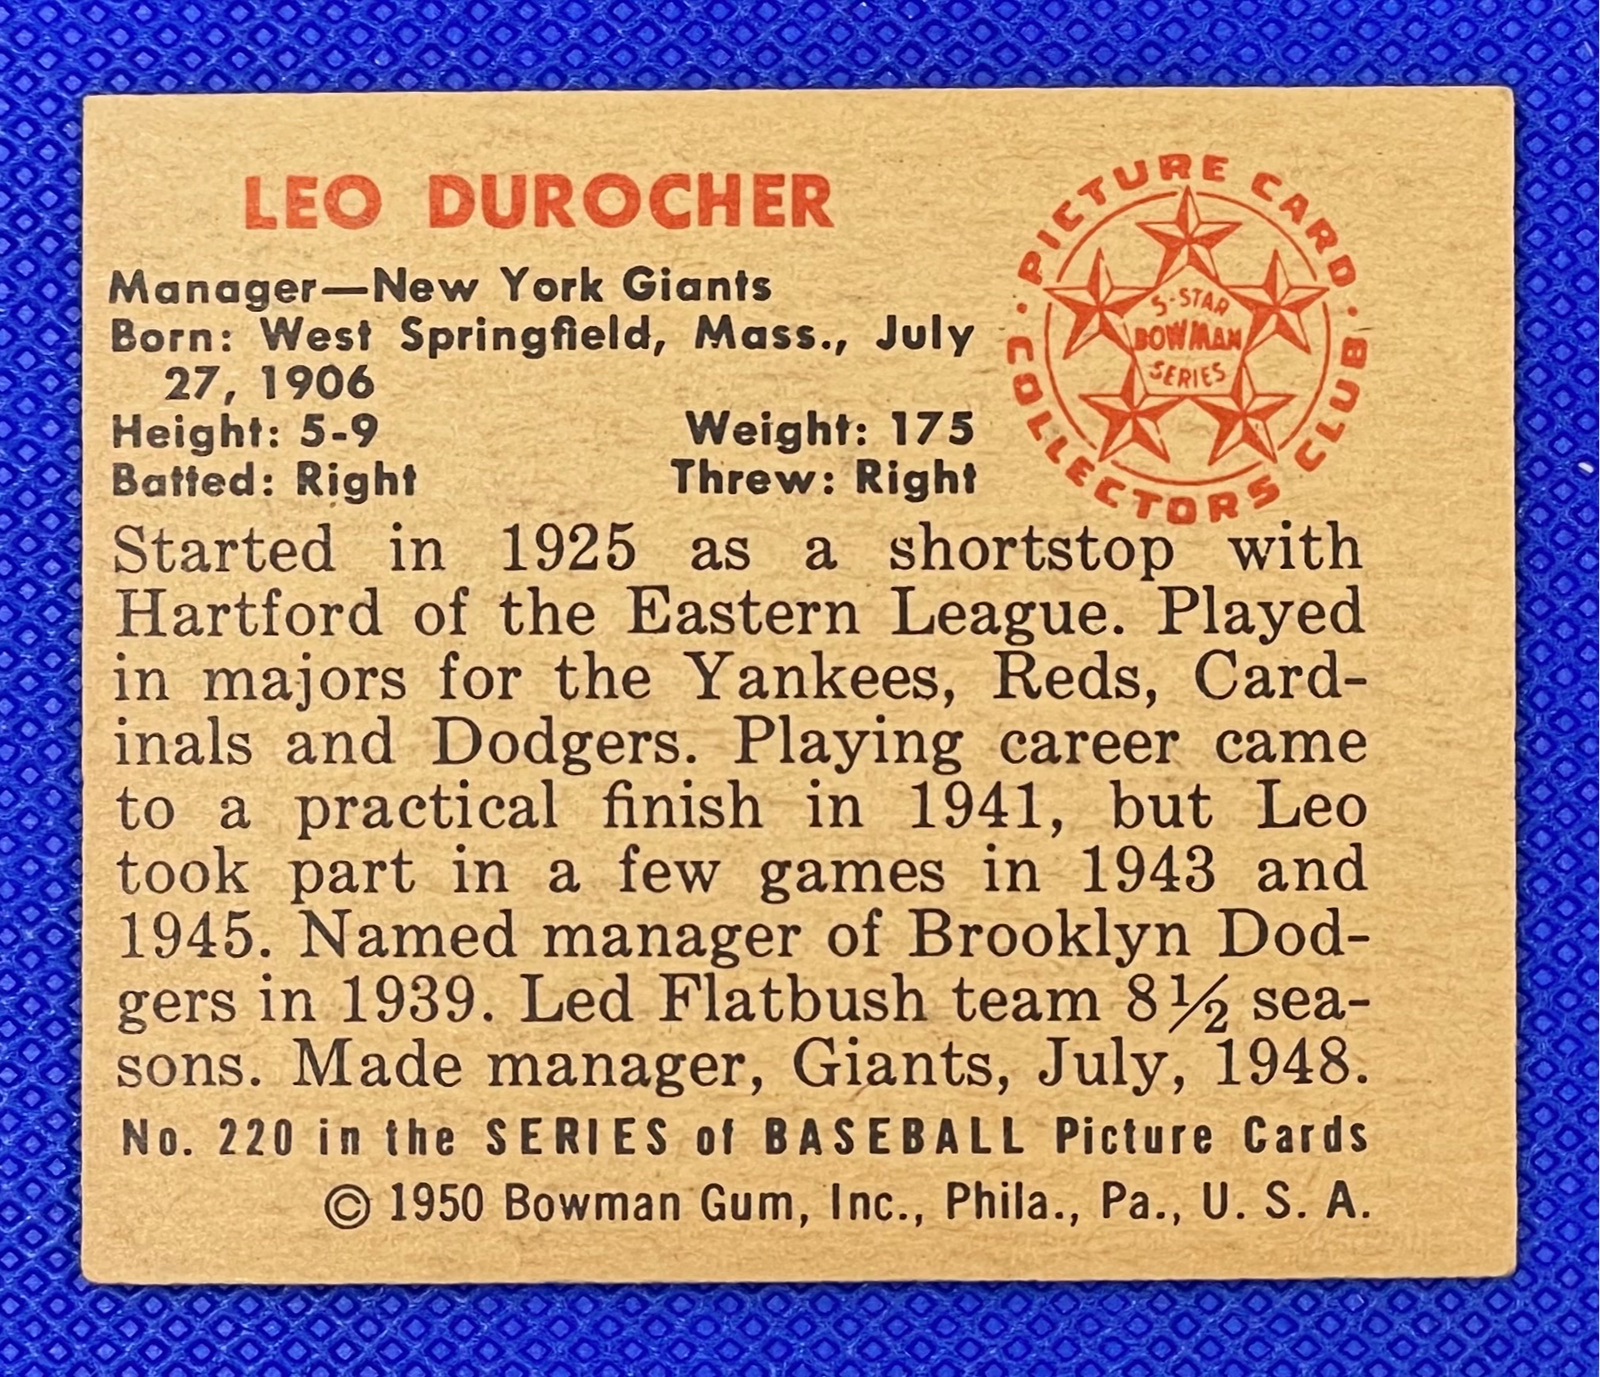 LEO DUROCHER
Manager—New York Giants
Born: West Springfield, Mass., July
27, 1906
Height: 5-9 Weight: 175
Batted: Right Threw: Right
· PICTURE CARD ·
COLLECTORS CLUB
5-STAR
BOWMAN
SERIES
Started in 1925 as a shortstop with
Hartford of the Eastern League. Played
in majors for the Yankees, Reds, Card-
inals and Dodgers. Playing career came
to a practical finish in 1941, but Leo
took part in a few games in 1943 and
1945. Named manager of Brooklyn Dod-
gers in 1939. Led Flatbush team 8½ sea-
sons. Made manager, Giants, July, 1948.
No. 220 in the SERIES of BASEBALL Picture Cards
© 1950 Bowman Gum, Inc., Phila., Pa., U. S. A.